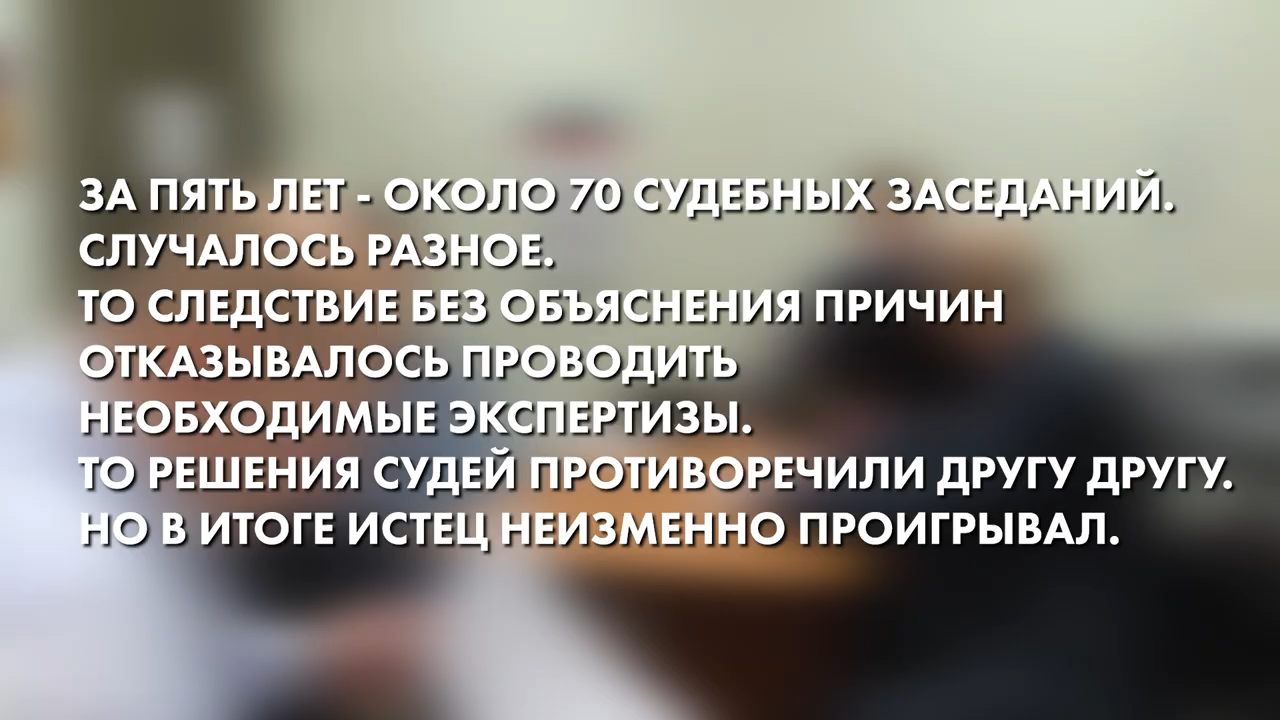 ЗА ПЯТЬ ЛЕТ - ОКОЛО 70 СУДЕБНЫХ ЗАСЕДАНИЙ.
СЛУЧАЛОСЬ РАЗНОЕ.
ТО СЛЕДСТВИЕ БЕЗ ОБЪЯСНЕНИЯ ПРИЧИН
ОТКАЗЫВАЛОСЬ ПРОВОДИТЬ
НЕОБХОДИМЫЕ ЭКСПЕРТИЗЫ.
ТО РЕШЕНИЯ СУДЕЙ ПРОТИВОРЕЧИЛИ ДРУГУ ДРУГУ.
НО В ИТОГЕ ИСТЕЦ НЕИЗМЕННО ПРОИГРЫВАЛ.